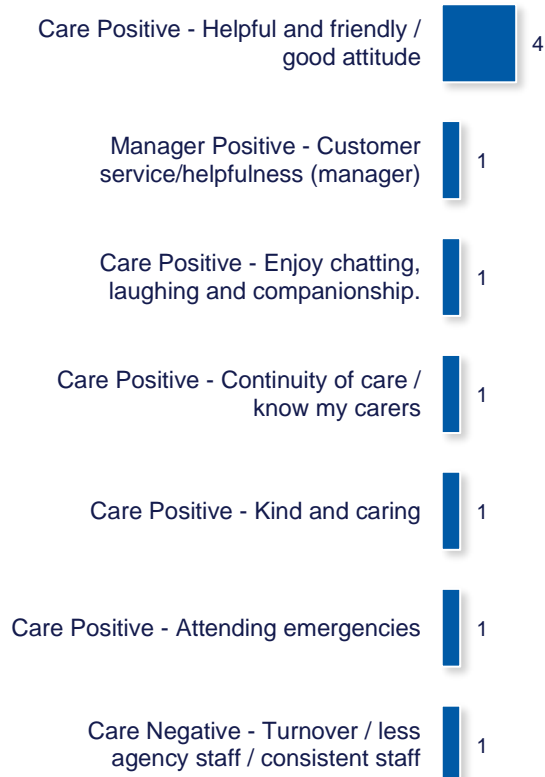 Care Positive - Helpful and friendly /
good attitude
4
Manager Positive - Customer
service/helpfulness (manager)
1
Care Positive - Enjoy chatting,
laughing and companionship.
1
Care Positive - Continuity of care /
know my carers
1
Care Positive - Kind and caring
1
Care Positive - Attending emergencies
1
Care Negative - Turnover / less
agency staff / consistent staff
1